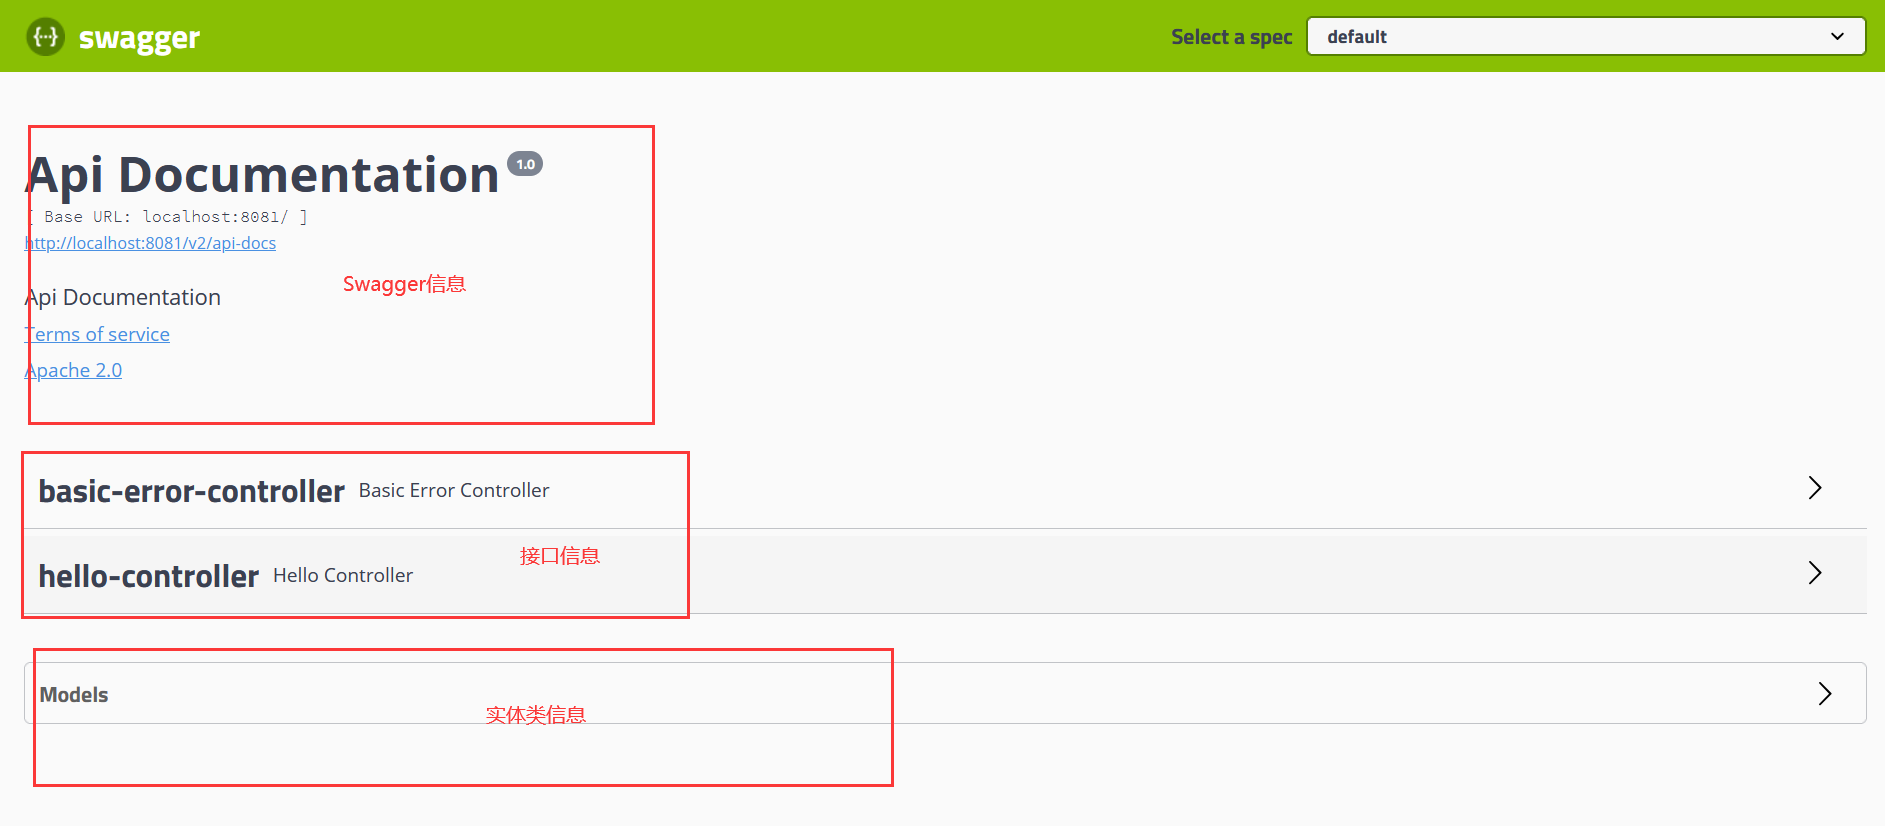 {···} swagger
Select a spec default
Api Documentation 1.0
[ Base URL: localhost:8081/ ]
http://localhost:8081/v2/api-docs
Swagger信息
Api Documentation
Terms of service
Apache 2.0
basic-error-controller Basic Error Controller
接口信息
hello-controller Hello Controller
Models
实体类信息